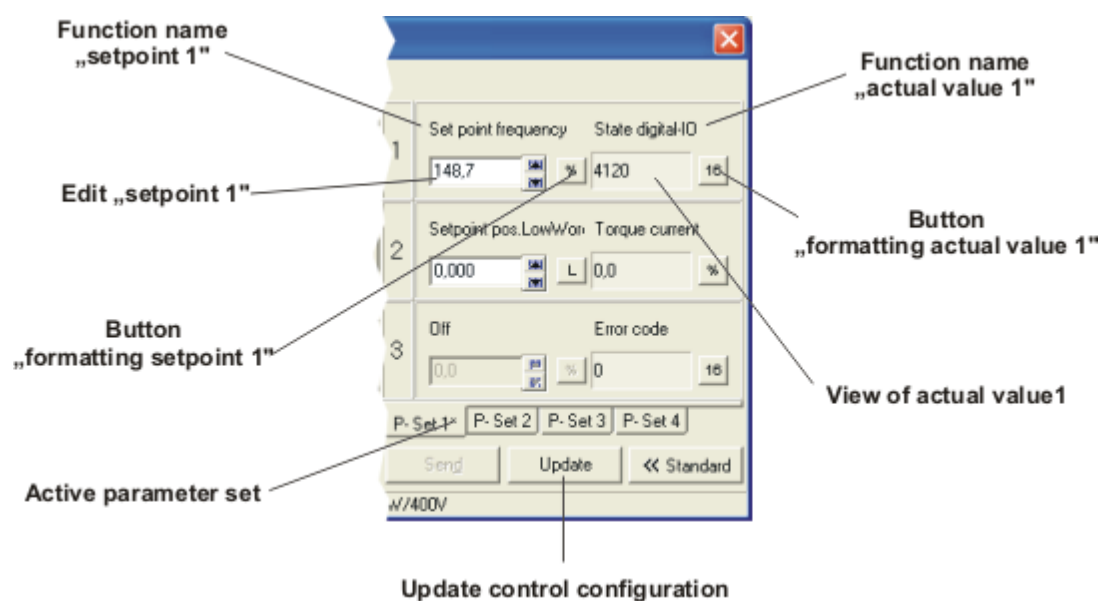 Function name
„setpoint 1"
Function name
„actual value 1"
1
Set point frequency
State digital-IO
148,7
%
4120
16
Edit „setpoint 1"
Button
„formatting actual value 1"
2
Setpoint pos.LowWor
Torque current
0,000
L
0,0
%
Button
„formatting setpoint 1"
3
Off
Error code
0,0
%
0
16
View of actual value1
P- Set 1*
P- Set 2
P- Set 3
P- Set 4
Send
Update
<< Standard
Active parameter set
W/400V
Update control configuration